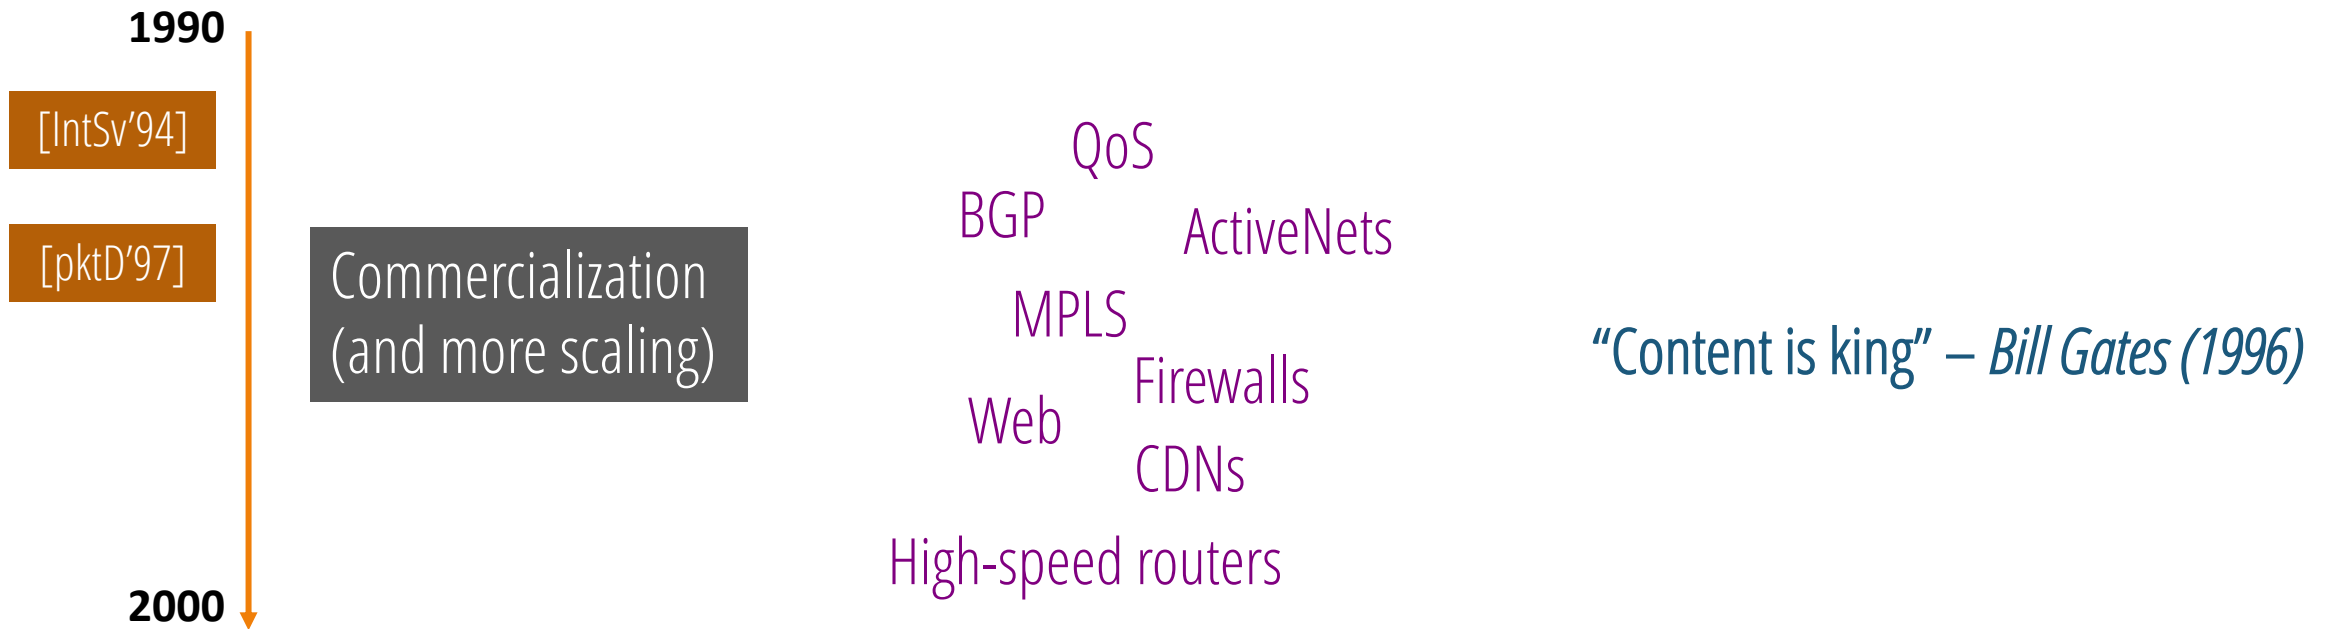 1990
[IntSv’94]
[pktD’97]
2000
Commercialization
(and more scaling)
QoS
BGP
ActiveNets
MPLS
Firewalls
Web
CDNs
High-speed routers
“Content is king” – Bill Gates (1996)